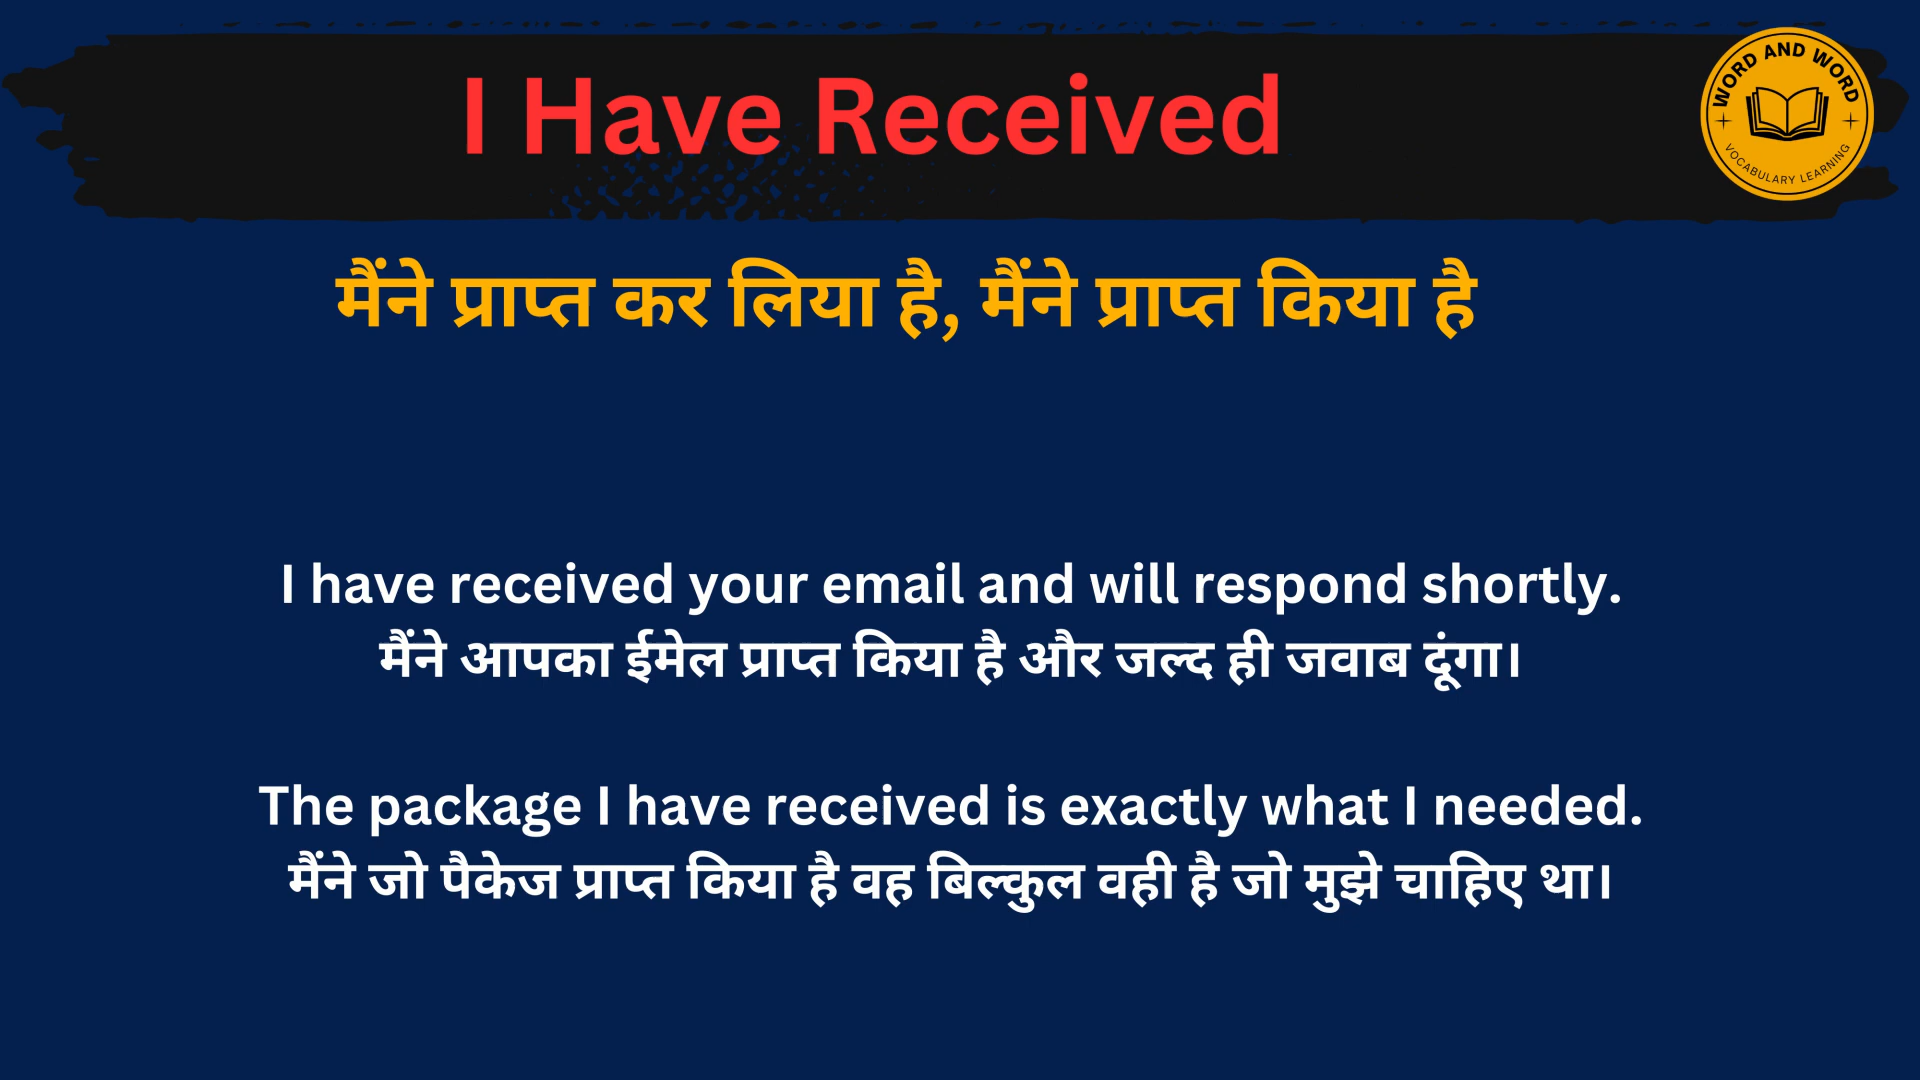 I Have Received
WORD AND WORD
VOCABULARY LEARNING
मैंने प्राप्त कर लिया है, मैंने प्राप्त किया है
I have received your email and will respond shortly.
मैंने आपका ईमेल प्राप्त किया है और जल्द ही जवाब दूंगा।
The package I have received is exactly what I needed.
मैंने जो पैकेज प्राप्त किया है वह बिल्कुल वही है जो मुझे चाहिए था।